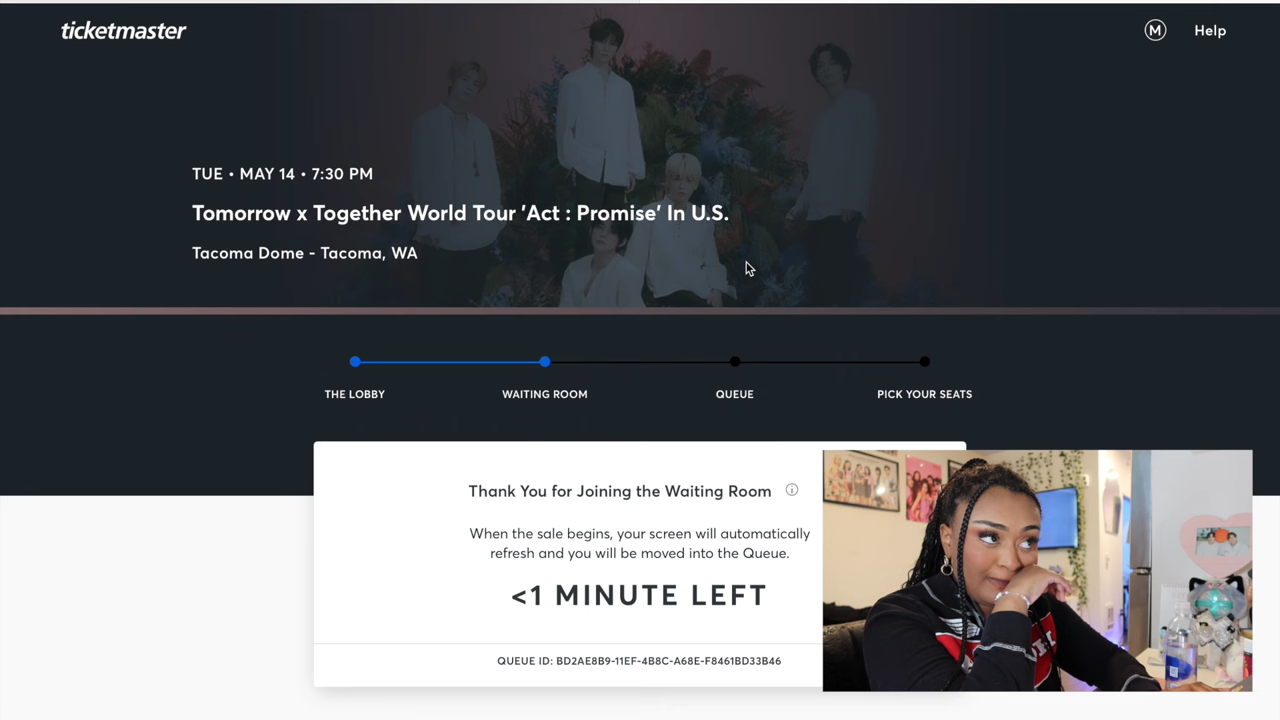 ticketmaster
M
Help
TUE • MAY 14 • 7:30 PM
Tomorrow x Together World Tour 'Act : Promise' In U.S.
Tacoma Dome - Tacoma, WA
THE LOBBY
WAITING ROOM
QUEUE
PICK YOUR SEATS
Thank You for Joining the Waiting Room
When the sale begins, your screen will automatically
refresh and you will be moved into the Queue.
<1 MINUTE LEFT
QUEUE ID: BD2AE8B9-11EF-4B8C-A68E-F8461BD33B46